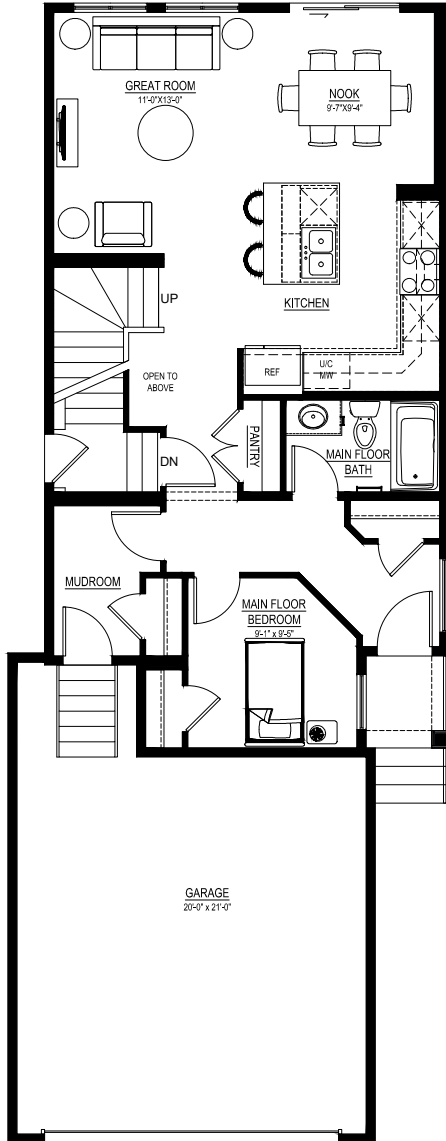 GREAT ROOM
11'-0"X13'-0"
NOOK
9'-7"X9'-4"
UP
KITCHEN
OPEN TO
ABOVE
REF
U/C
MW
DN
PANTRY
MAIN FLOOR
BATH
MUDROOM
MAIN FLOOR
BEDROOM
9'-1" x 9'-6"
GARAGE
20'-0" x 21'-0"